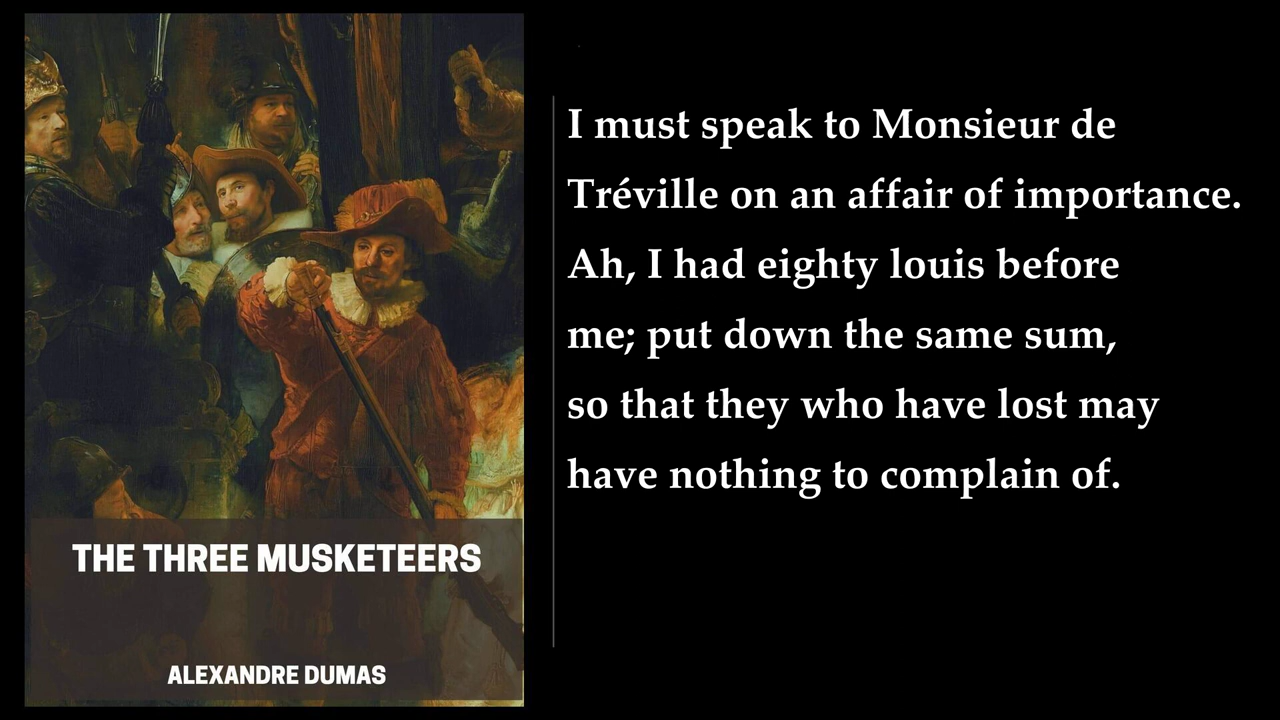 THE THREE MUSKETEERS
ALEXANDRE DUMAS
I must speak to Monsieur de
Tréville on an affair of importance.
Ah, I had eighty louis before
me; put down the same sum,
so that they who have lost may
have nothing to complain of.